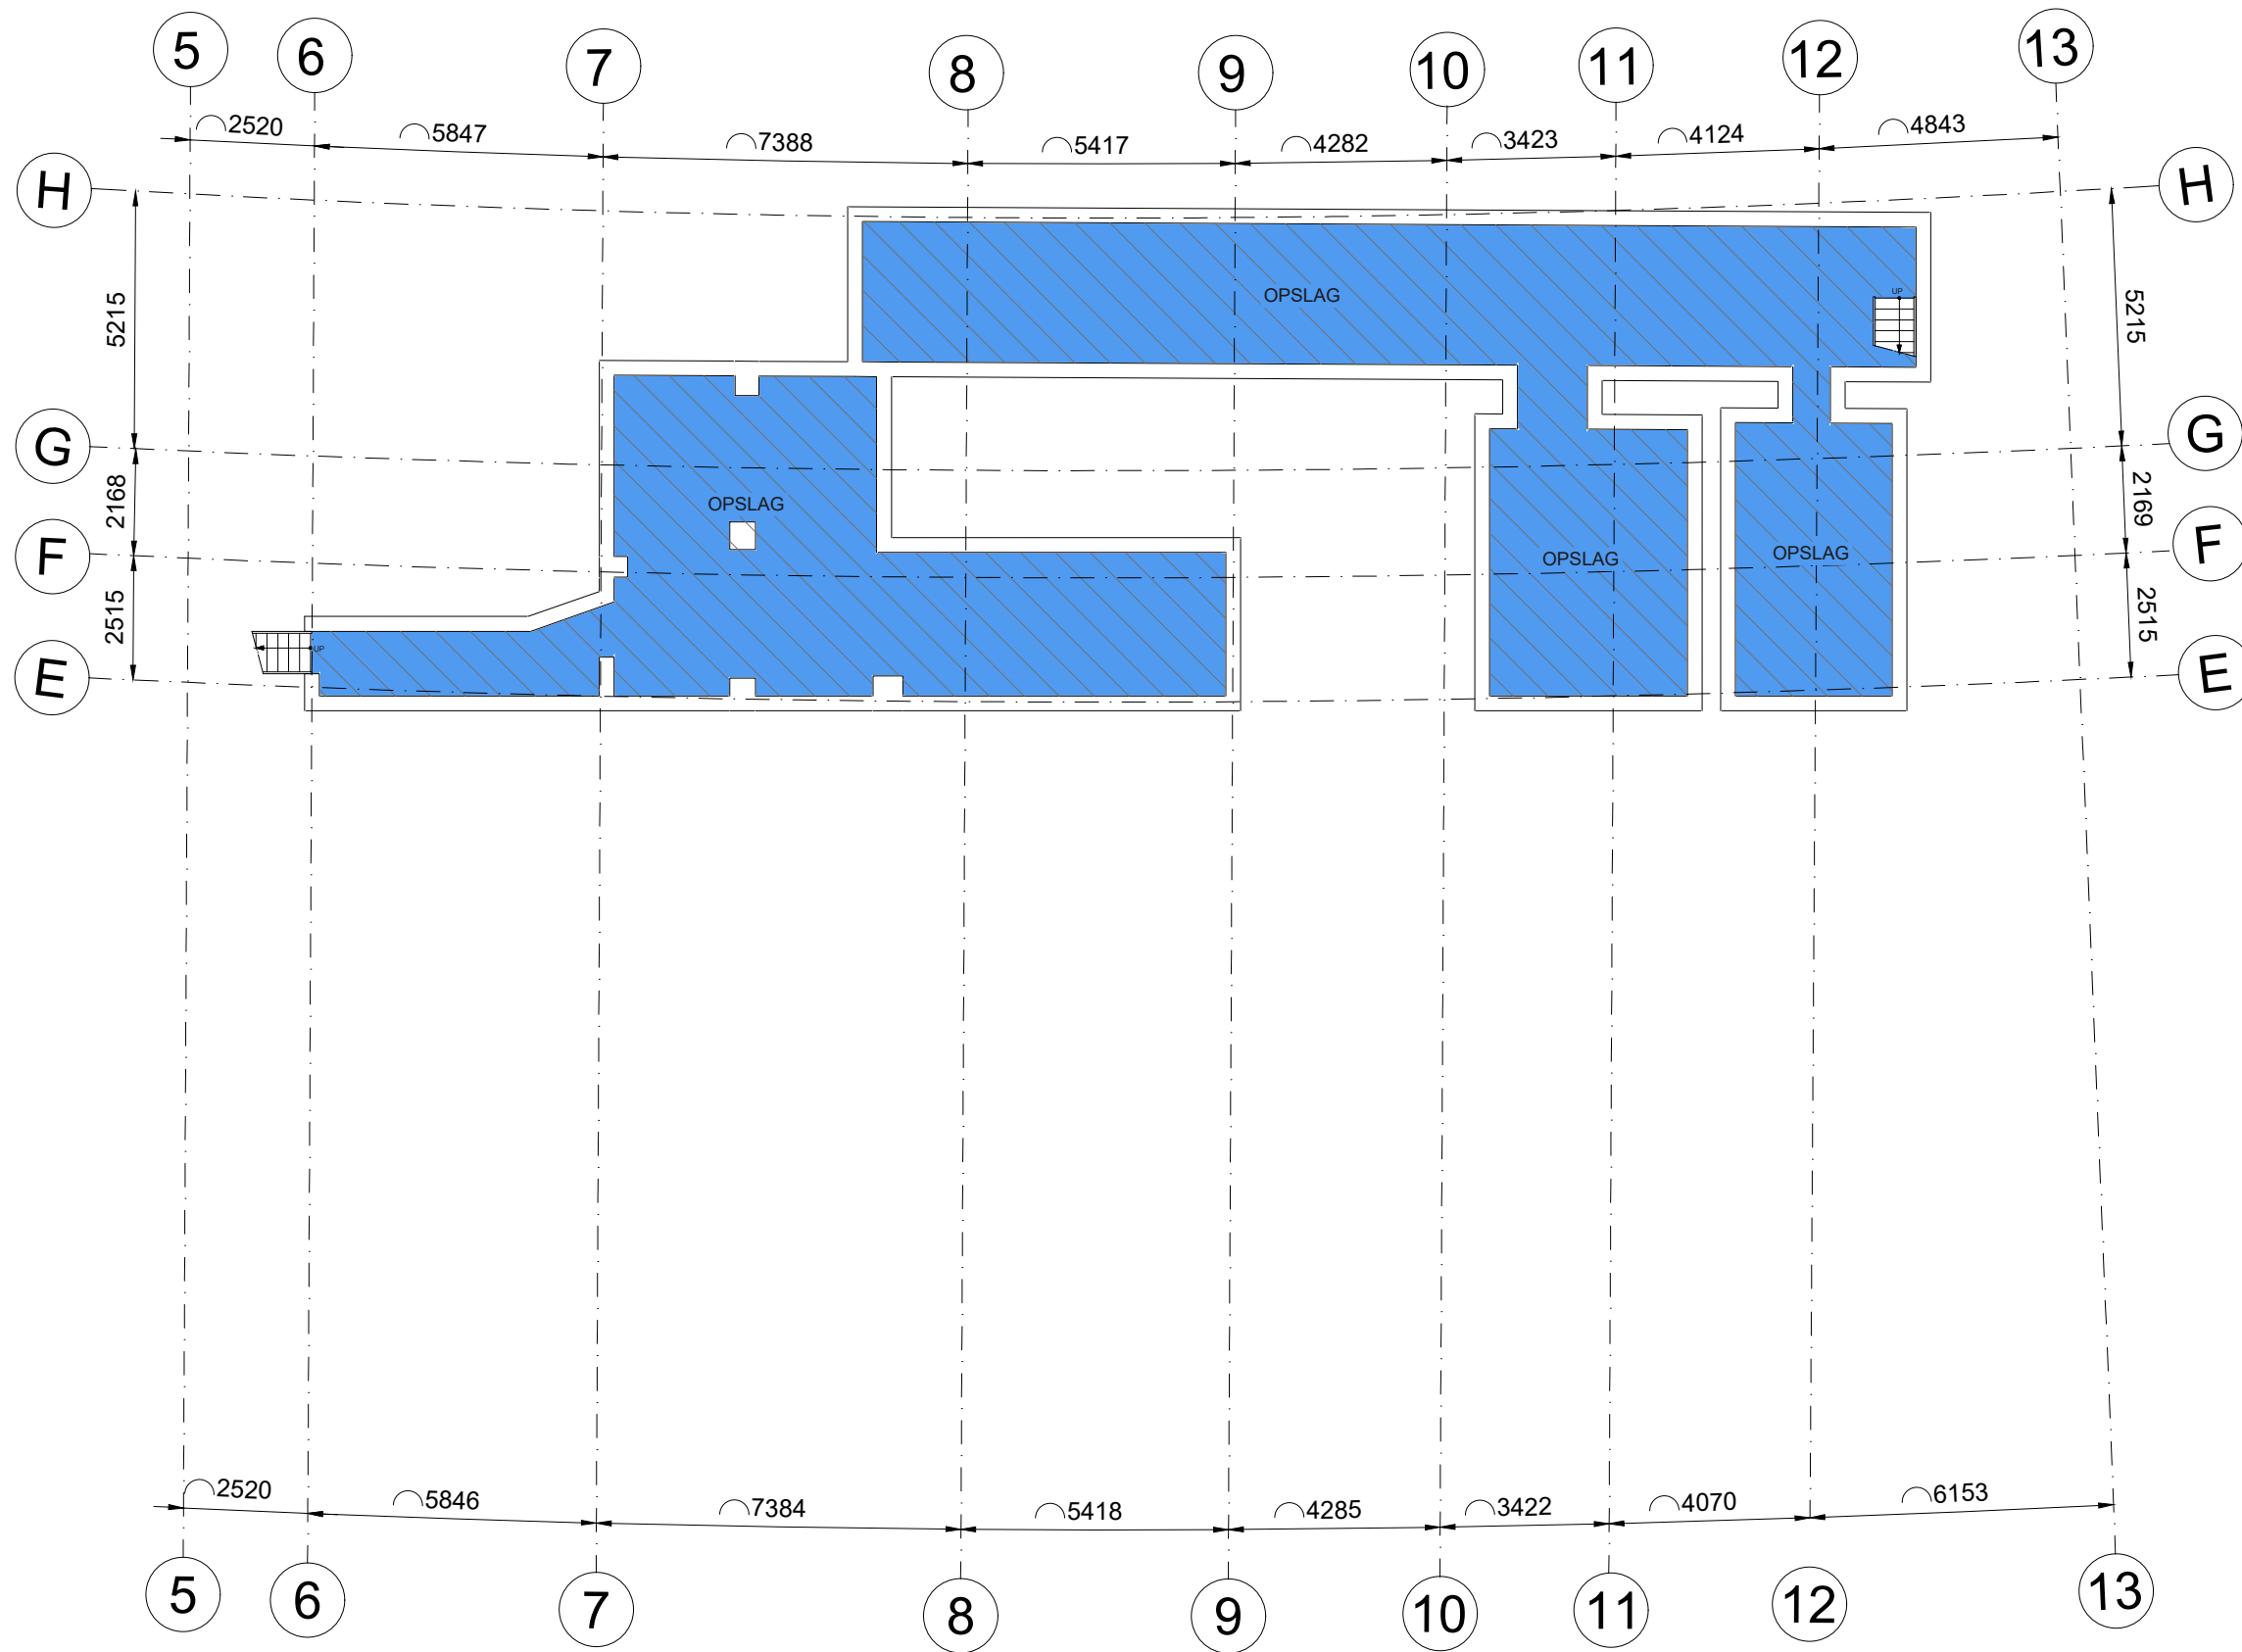 5 6 7 8 9 10 11 12 13
2520 5847 7388 5417 4282 3423 4124 4843
H H
OPSLAG
UP
5215 5215
G G
2168 2169
OPSLAG
F F
OPSLAG OPSLAG
2515 2515
UP
E E
2520 5846 7384 5418 4285 3422 4070 6153
5 6 7 8 9 10 11 12 13